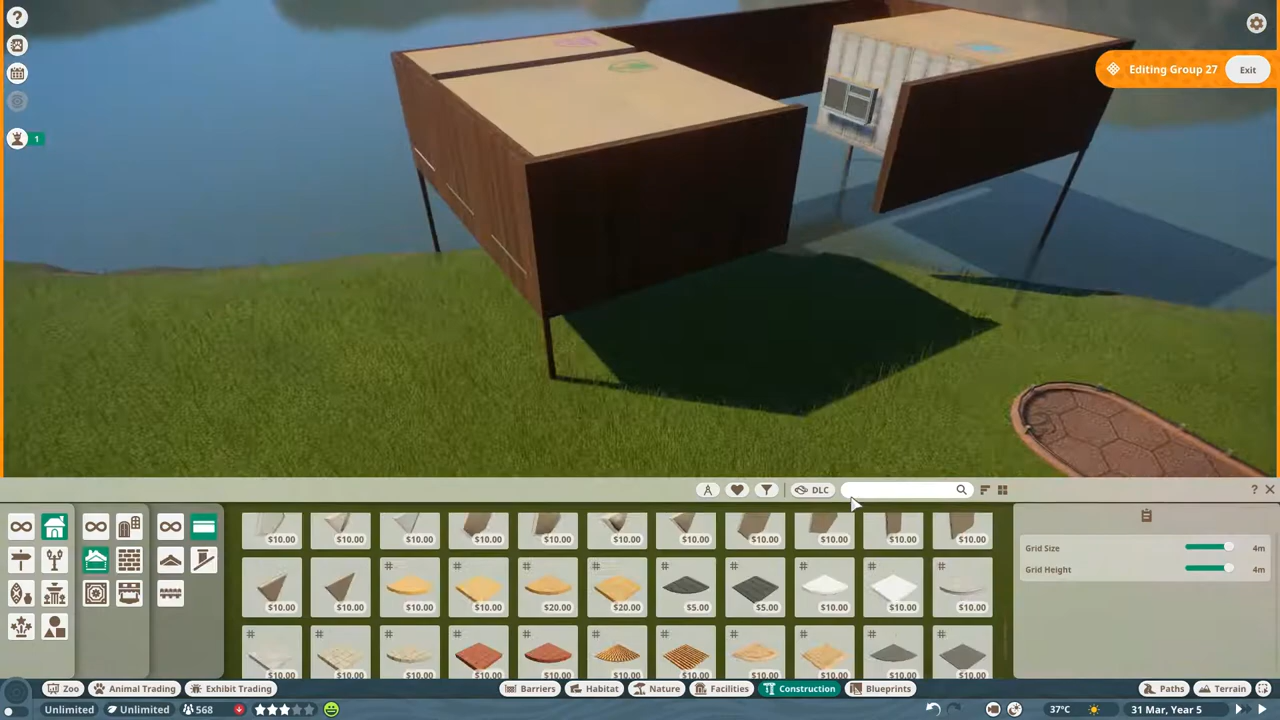 ?
1
Editing Group 27
Exit
DLC
? ×
$10.00 $10.00 $10.00 $10.00 $10.00 $10.00 $10.00 $10.00 $10.00 $10.00 $10.00
Grid Size 4m
Grid Height 4m
# # # # # # # # #
$10.00 $10.00 $10.00 $10.00 $20.00 $20.00 $5.00 $5.00 $10.00 $10.00 $10.00
# # # # # # # # # # #
$10.00 $10.00 $10.00 $10.00 $10.00 $10.00 $10.00 $10.00 $10.00 $10.00 $10.00
Zoo Animal Trading Exhibit Trading Barriers Habitat Nature Facilities Construction Blueprints Paths Terrain
Unlimited Unlimited 568 37°C 31 Mar, Year 5